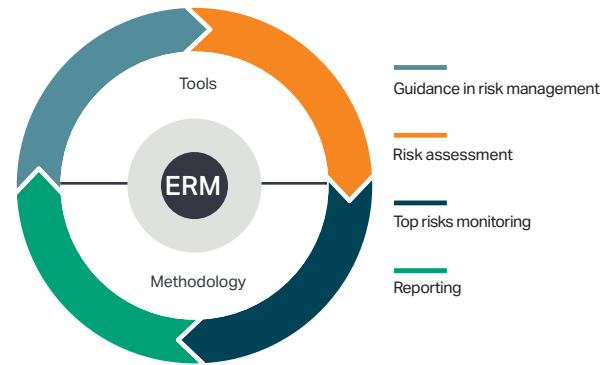 Tools
ERM
Methodology
Guidance in risk management
Risk assessment
Top risks monitoring
Reporting